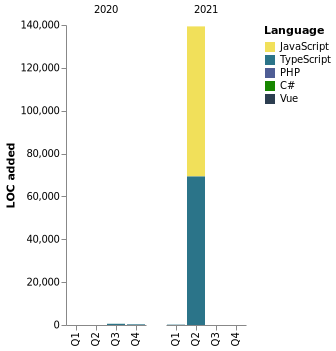 2020 2021
Language
JavaScript
TypeScript
PHP
C#
Vue
LOC added
140,000
120,000
100,000
80,000
60,000
40,000
20,000
0
Q1 Q2 Q3 Q4 Q1 Q2 Q3 Q4